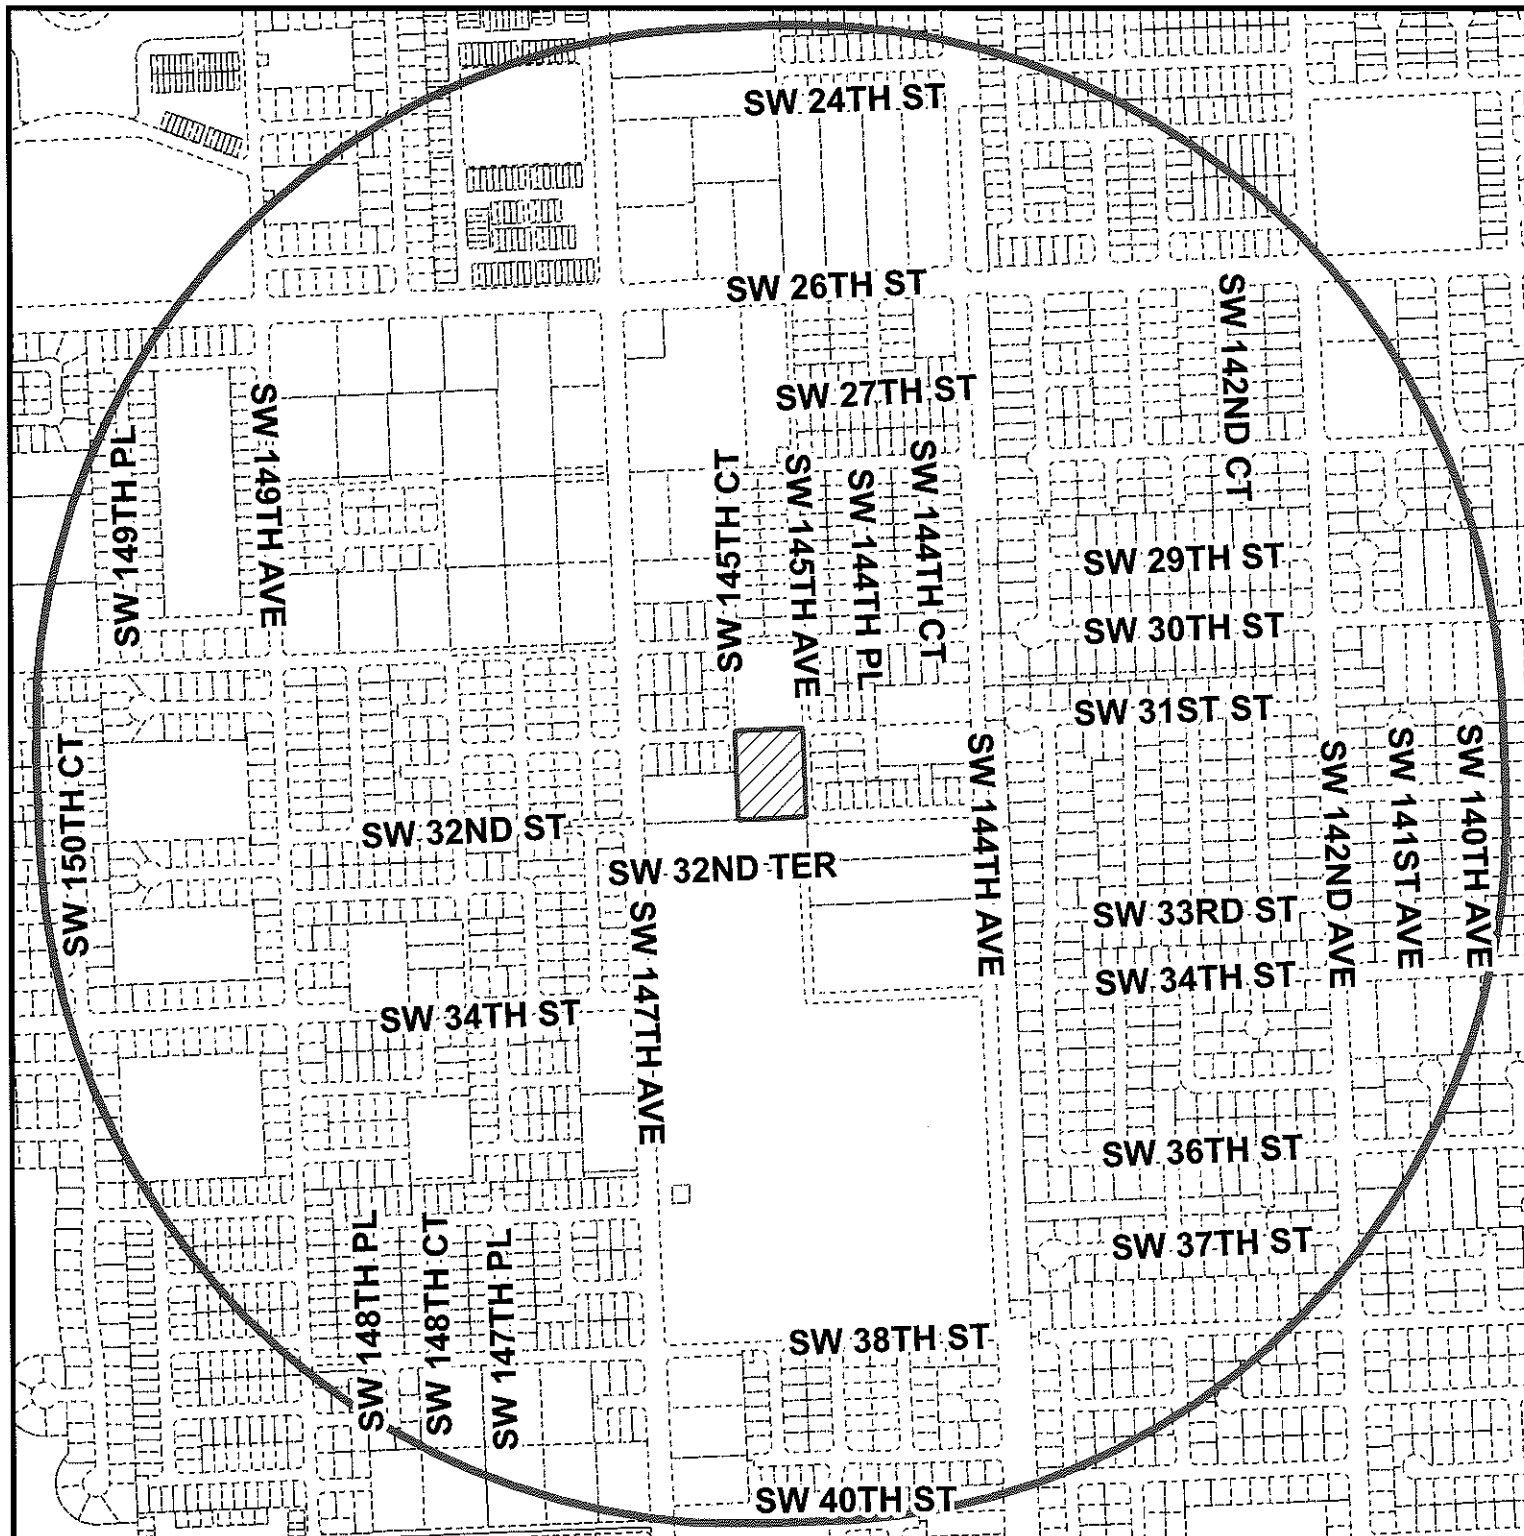 SW 24TH ST
SW 26TH ST
SW 142ND CT
SW 27TH ST
SW 149TH PL
SW 149TH AVE
SW 145TH CT
SW 145TH AVE
SW 144TH PL
SW 144TH CT
SW 29TH ST
SW 30TH ST
SW 31ST ST
SW 150TH CT
SW 144TH AVE
SW 142ND AVE
SW 141ST AVE
SW 140TH AVE
SW 32ND ST
SW 32ND TER
SW 33RD ST
SW 147TH AVE
SW 34TH ST
SW 34TH ST
SW 36TH ST
SW 37TH ST
SW 148TH PL
SW 148TH CT
SW 147TH PL
SW 38TH ST
SW 40TH ST